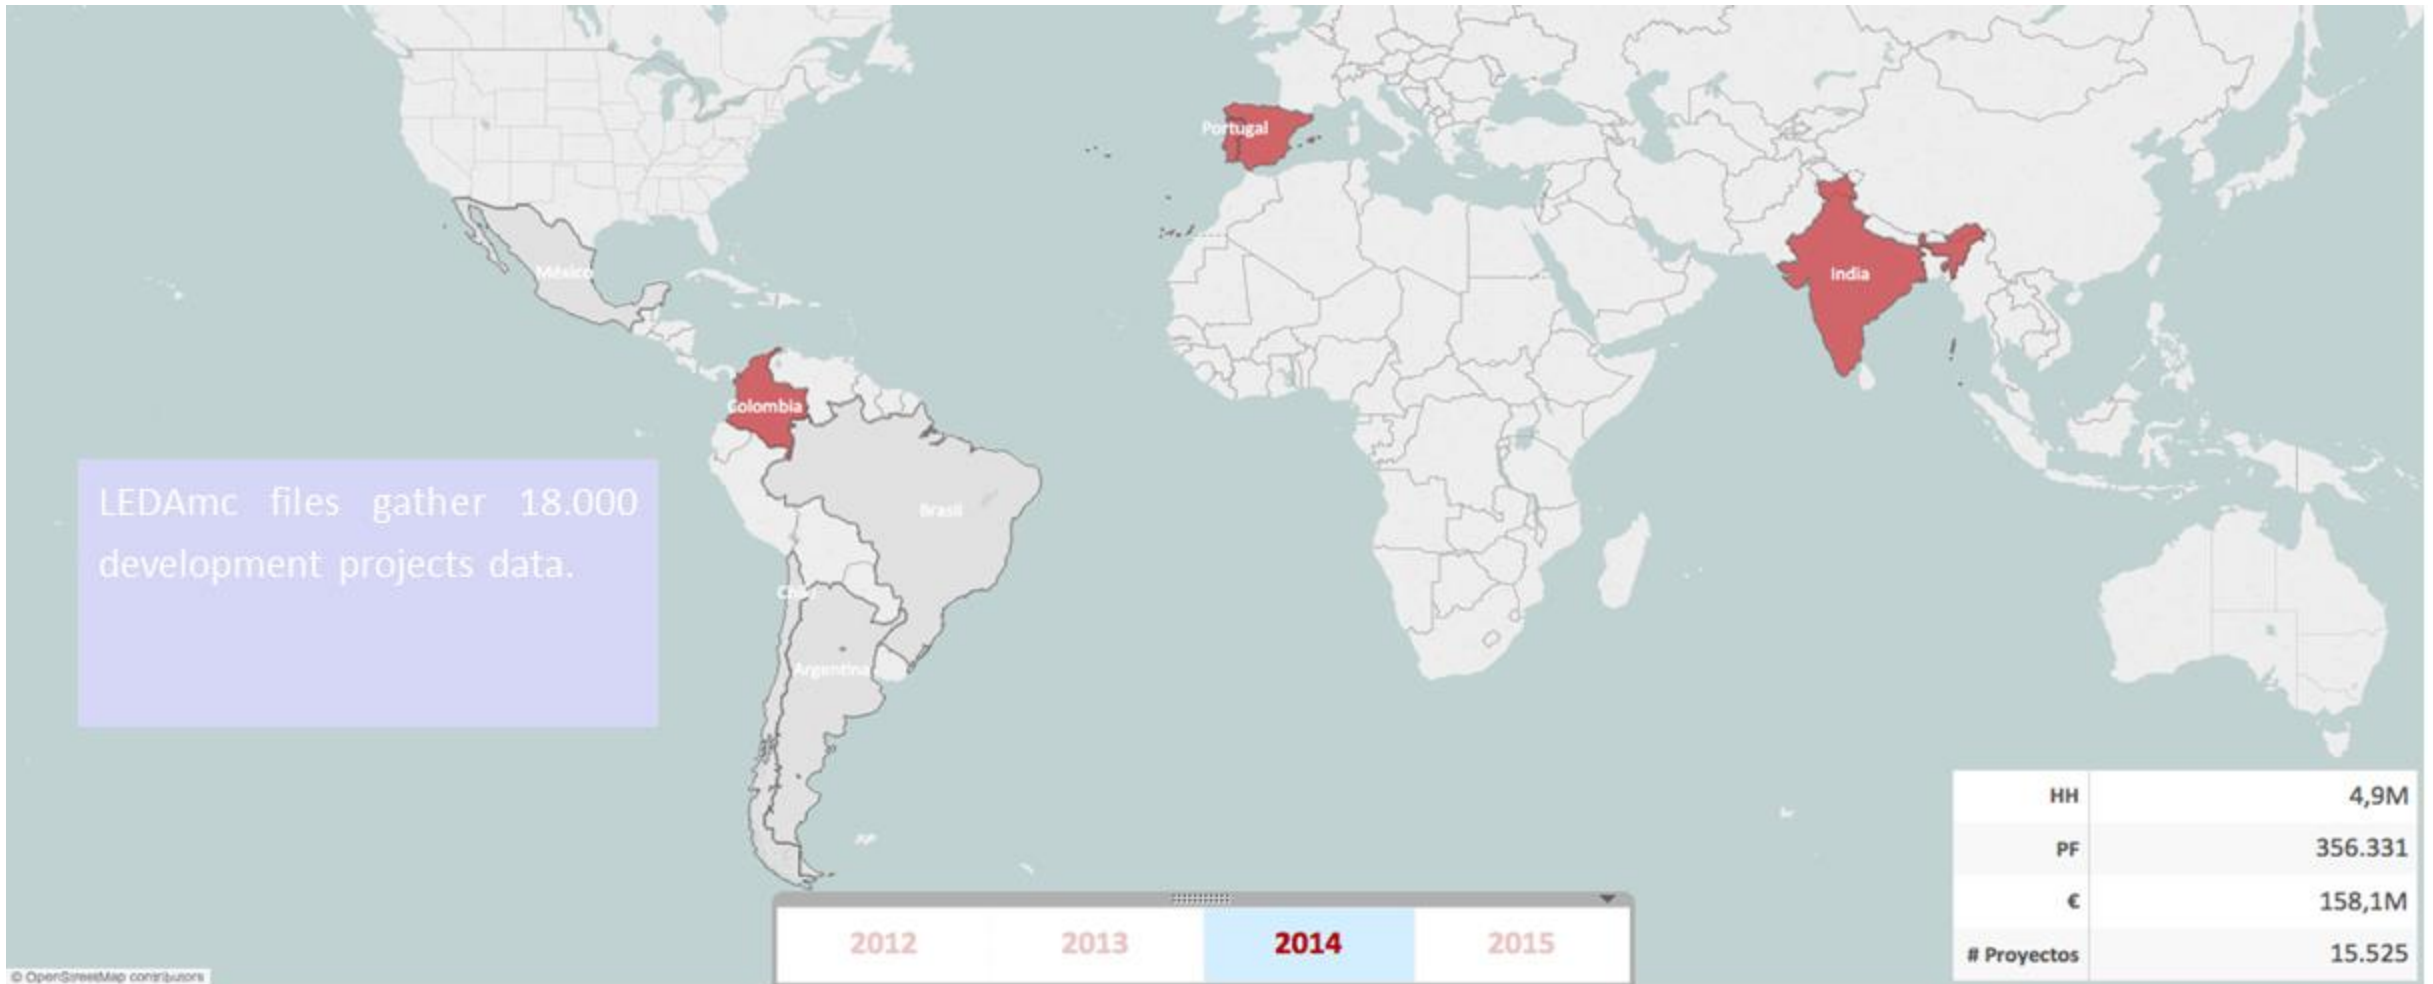 Portugal
México
India
Colombia
Brasil
LEDAmc files gather 18.000
development projects data.
Chile
Argentina
HH 4,9M
PF 356.331
€ 158,1M
# Proyectos 15.525
2012 2013 2014 2015
© OpenStreetMap contributors